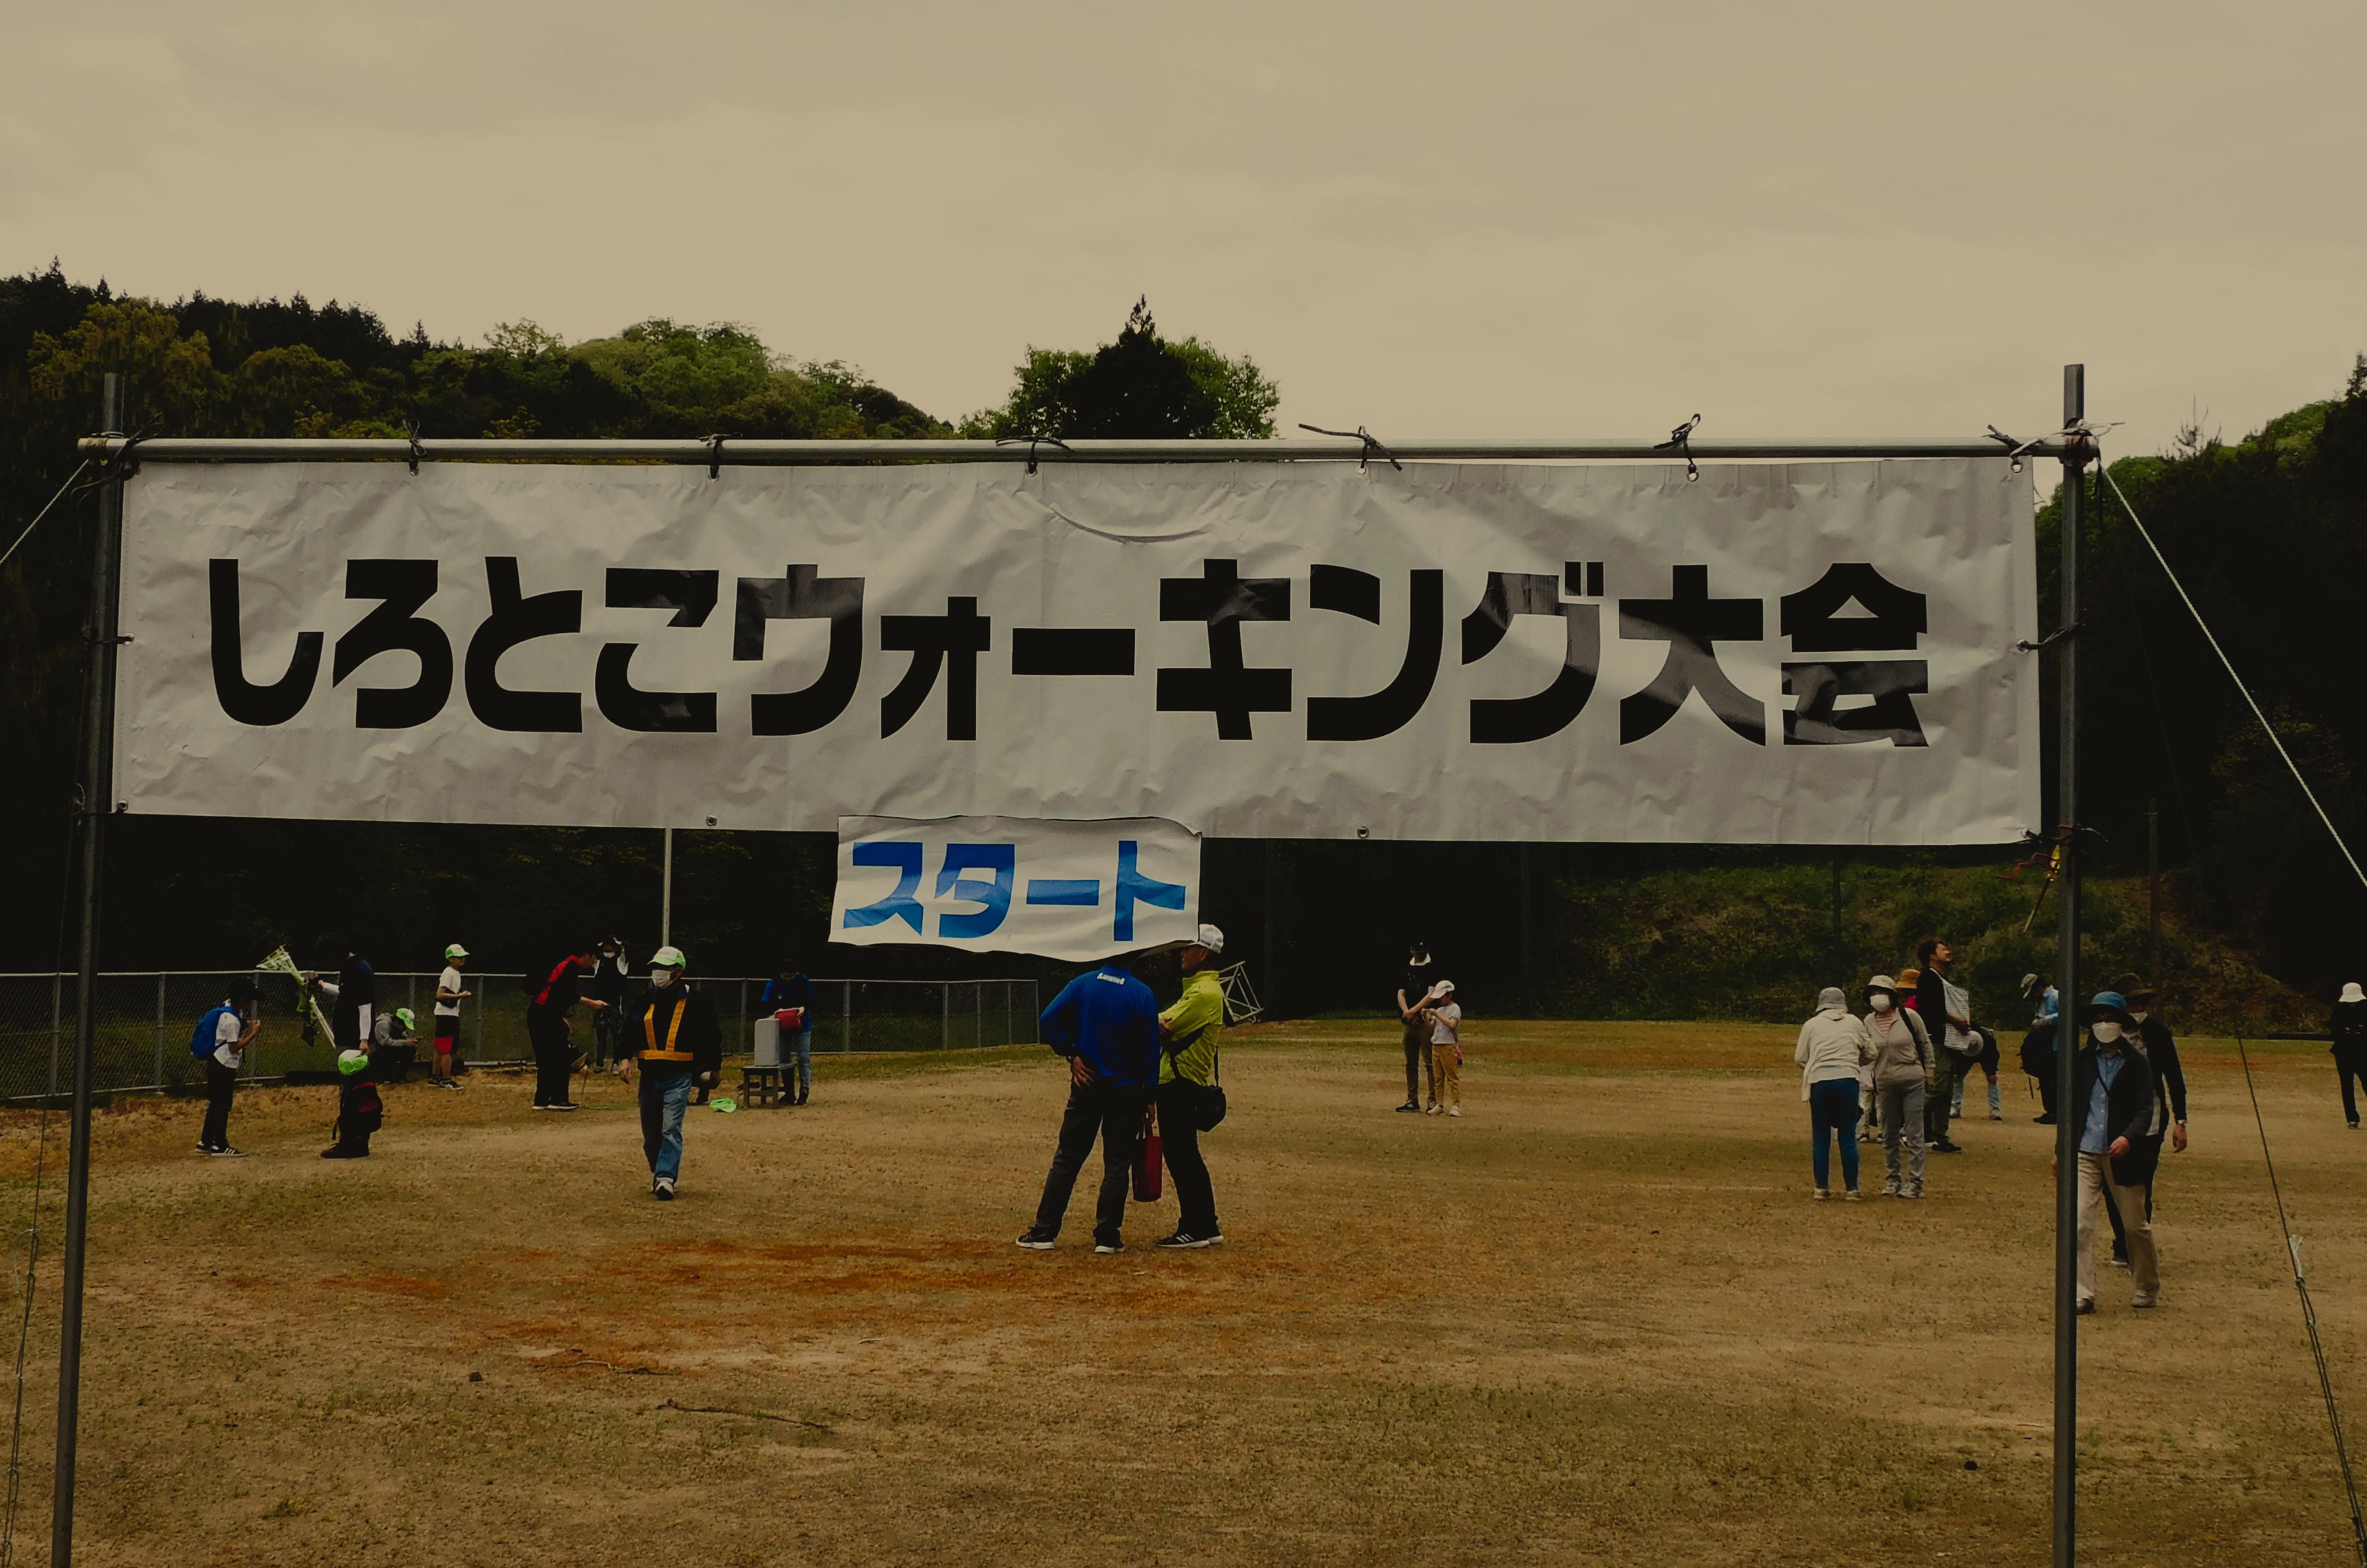 しろとこウォーキング大会
スタート